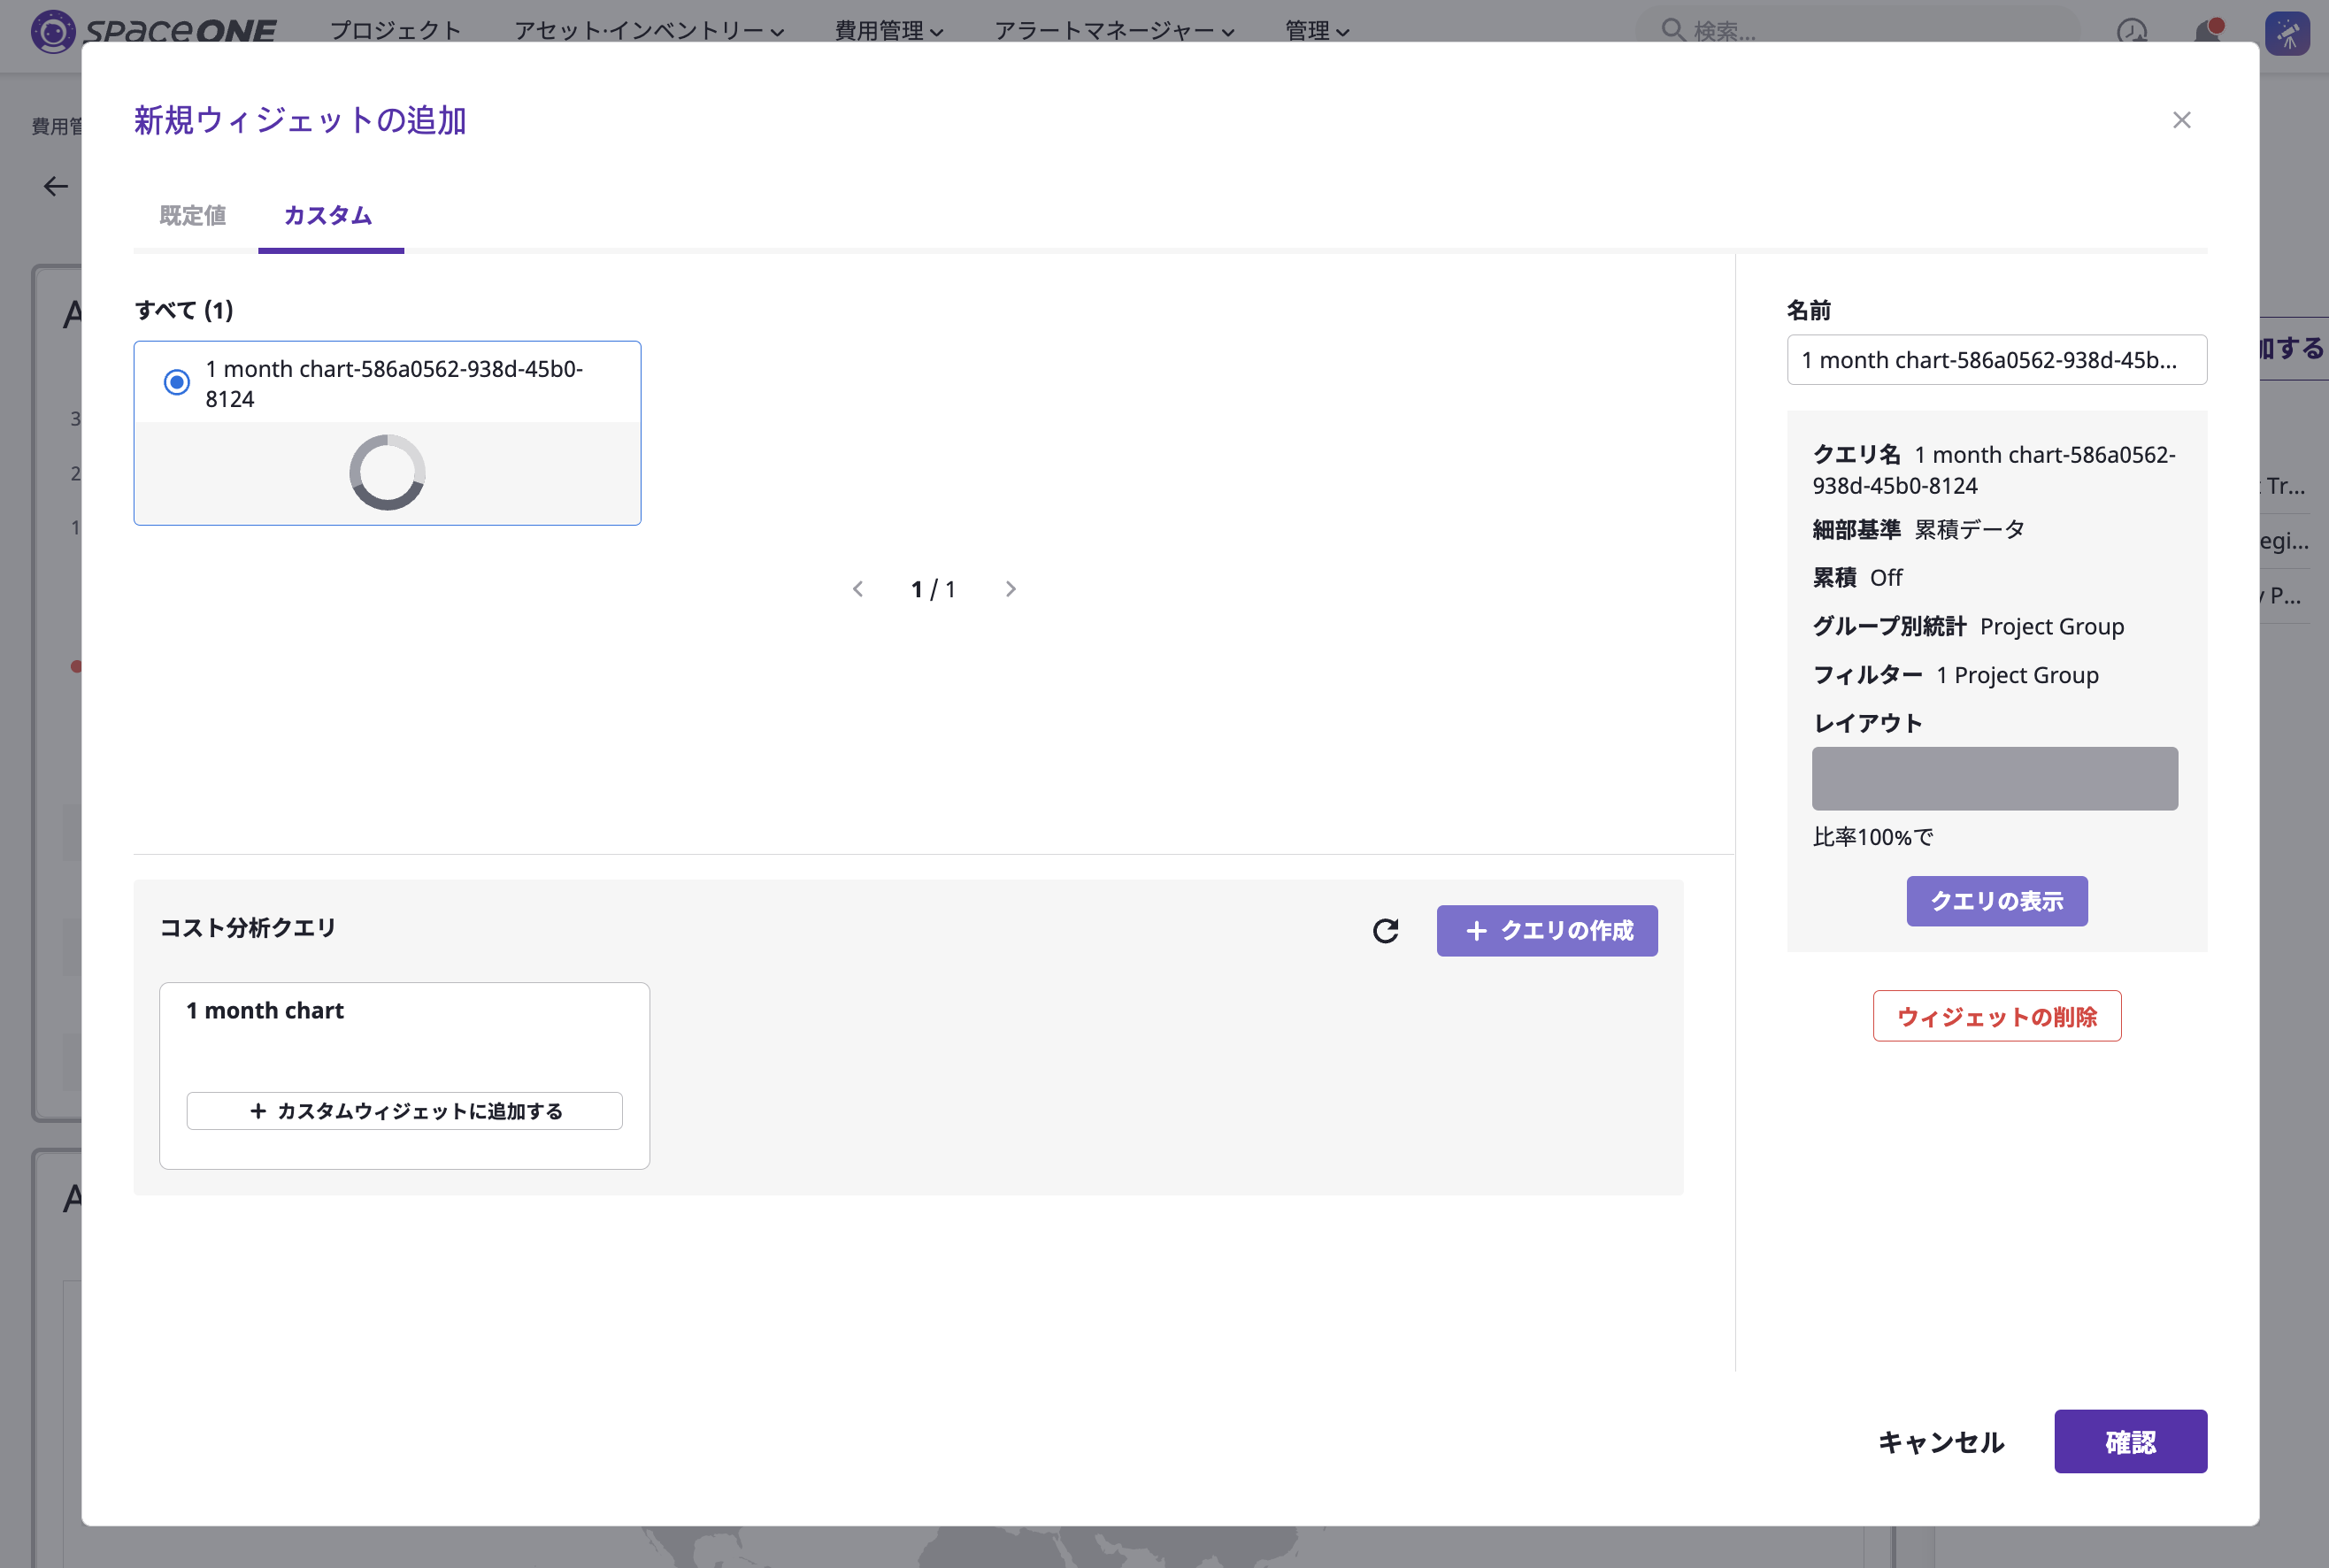 SPACEONE プロジェクト アセット·インベントリー 費用管理 アラートマネージャー 管理 検索...
新規ウィジェットの追加
既定値 カスタム
すべて (1)
1 month chart-586a0562-938d-45b0-
8124
1 / 1
コスト分析クエリ
クエリの作成
1 month chart
カスタムウィジェットに追加する
名前
1 month chart-586a0562-938d-45b...
クエリ名 1 month chart-586a0562-
938d-45b0-8124
細部基準 累積データ
累積 Off
グループ別統計 Project Group
フィルター 1 Project Group
レイアウト
比率100%で
クエリの表示
ウィジェットの削除
キャンセル 確認